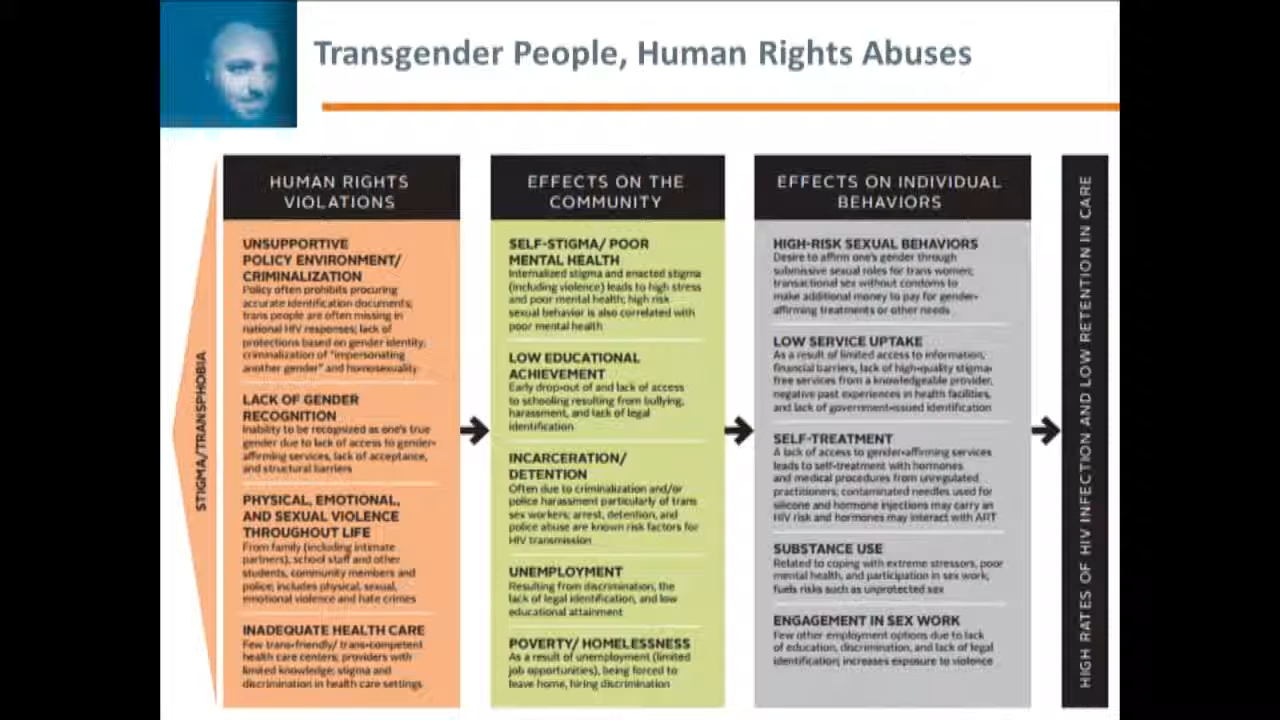 Transgender People, Human Rights Abuses
STIGMA/TRANSPHOBIA
HUMAN RIGHTS
VIOLATIONS
UNSUPPORTIVE
POLICY ENVIRONMENT/
CRIMINALIZATION
Policy often prohibits procuring
accurate identification documents;
trans people are often missing in
national HIV responses; lack of
protections based on gender identity;
criminalization of "impersonating
another gender" and homosexuality
LACK OF GENDER
RECOGNITION
Inability to be recognized as one's true
gender due to lack of access to gender-
affirming services, lack of acceptance,
and structural barriers
PHYSICAL, EMOTIONAL,
AND SEXUAL VIOLENCE
THROUGHOUT LIFE
From family (including intimate
partners), school staff and other
students, community members and
police; includes physical, sexual,
emotional violence and hate crimes
INADEQUATE HEALTH CARE
Few trans-friendly/ trans-competent
health care centers; providers with
limited knowledge; stigma and
discrimination in health care settings
EFFECTS ON THE
COMMUNITY
SELF-STIGMA/ POOR
MENTAL HEALTH
Internalized stigma and enacted stigma
(including violence) leads to high stress
and poor mental health; high risk
sexual behavior is also correlated with
poor mental health
LOW EDUCATIONAL
ACHIEVEMENT
Early drop-out of and lack of access
to schooling resulting from bullying,
harassment, and lack of legal
identification
INCARCERATION/
DETENTION
Often due to criminalization and/or
police harassment particularly of trans
sex workers; arrest, detention, and
police abuse are known risk factors for
HIV transmission
UNEMPLOYMENT
Resulting from discrimination, the
lack of legal identification, and low
educational attainment
POVERTY/ HOMELESSNESS
As a result of unemployment (limited
job opportunities), being forced to
leave home, hiring discrimination
EFFECTS ON INDIVIDUAL
BEHAVIORS
HIGH-RISK SEXUAL BEHAVIORS
Desire to affirm one's gender through
submissive sexual roles for trans women;
transactional sex without condoms to
make additional money to pay for gender-
affirming treatments or other needs
LOW SERVICE UPTAKE
As a result of limited access to information,
financial barriers, lack of high-quality stigma-
free services from a knowledgeable provider,
negative past experiences in health facilities,
and lack of government-issued identification
SELF-TREATMENT
A lack of access to gender-affirming services
leads to self-treatment with hormones
and medical procedures from unregulated
practitioners; contaminated needles used for
silicone and hormone injections may carry an
HIV risk and hormones may interact with ART
SUBSTANCE USE
Related to coping with extreme stressors, poor
mental health, and participation in sex work;
fuels risks such as unprotected sex
ENGAGEMENT IN SEX WORK
Few other employment options due to lack
of education, discrimination, and lack of legal
identification; increases exposure to violence
HIGH RATES OF HIV INFECTION AND LOW RETENTION IN CARE